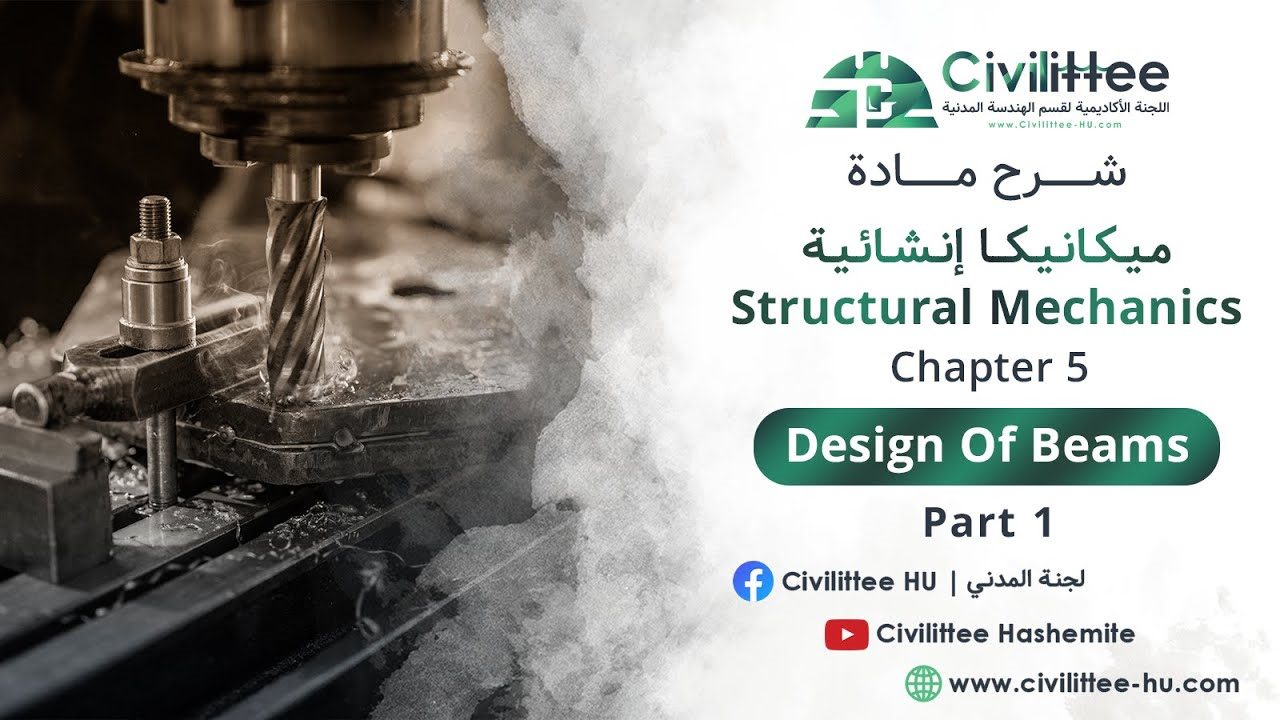 Civilittee
اللجنة الأكاديمية لقسم الهندسة المدنية
www.Civilittee-HU.com
شـــرح مـــادة
ميكانيكا إنشائية
Structural Mechanics
Chapter 5
Design Of Beams
Part 1
Civilittee HU | لجنة المدني
Civilittee Hashemite
www.civilittee-hu.com